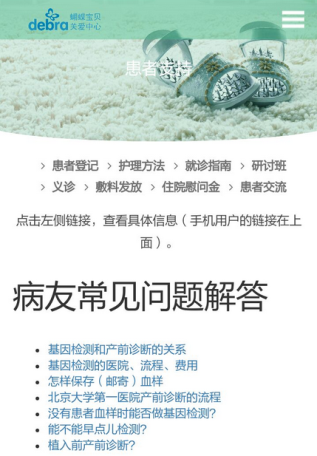 debra 蝴蝶宝贝
关爱中心
患者支持
患者登记 护理方法 就诊指南 研讨班
义诊 敷料发放 住院慰问金 患者交流
点击左侧链接，查看具体信息（手机用户的链接在上
面）。
病友常见问题解答
基因检测和产前诊断的关系
基因检测的医院、流程、费用
怎样保存（邮寄）血样
北京大学第一医院产前诊断的流程
没有患者血样时能否做基因检测?
能不能早点儿检测?
植入前产前诊断?